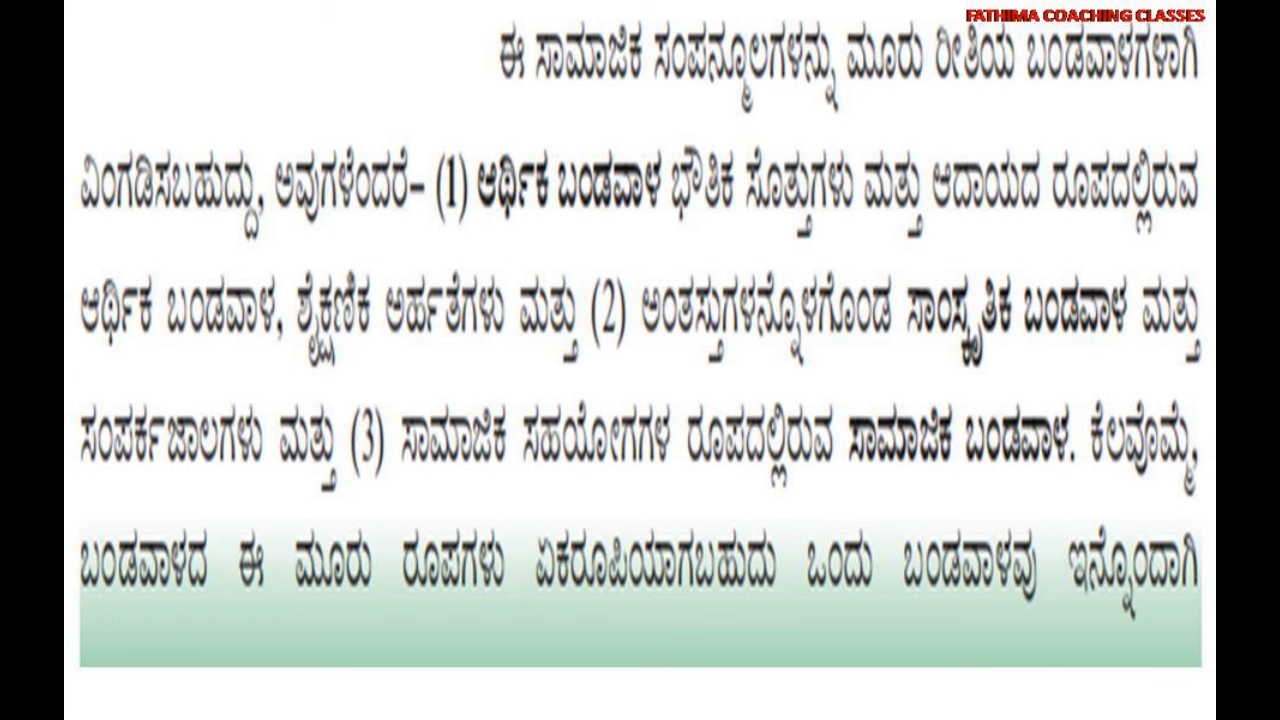 FATHIMA COACHING CLASSES
ಈ ಸಾಮಾಜಿಕ ಸಂಪನ್ಮೂಲಗಳನ್ನು ಮೂರು ರೀತಿಯ ಬಂಡವಾಳಗಳಾಗಿ
ವಿಂಗಡಿಸಬಹುದ್ದು, ಅವುಗಳೆಂದರೆ– (1) ಆರ್ಥಿಕ ಬಂಡವಾಳ ಭೌತಿಕ ಸೊತ್ತುಗಳು ಮತ್ತು ಆದಾಯದ ರೂಪದಲ್ಲಿರುವ
ಆರ್ಥಿಕ ಬಂಡವಾಳ, ಶೈಕ್ಷಣಿಕ ಅರ್ಹತೆಗಳು ಮತ್ತು (2) ಅಂತಸ್ತುಗಳನ್ನೊಳಗೊಂಡ ಸಾಂಸ್ಕೃತಿಕ ಬಂಡವಾಳ ಮತ್ತು
ಸಂಪರ್ಕಜಾಲಗಳು ಮತ್ತು (3) ಸಾಮಾಜಿಕ ಸಹಯೋಗಗಳ ರೂಪದಲ್ಲಿರುವ ಸಾಮಾಜಿಕ ಬಂಡವಾಳ. ಕೆಲವೊಮ್ಮೆ,
ಬಂಡವಾಳದ ಈ ಮೂರು ರೂಪಗಳು ಏಕರೂಪಿಯಾಗಬಹುದು ಒಂದು ಬಂಡವಾಳವು ಇನ್ನೊಂದಾಗಿ